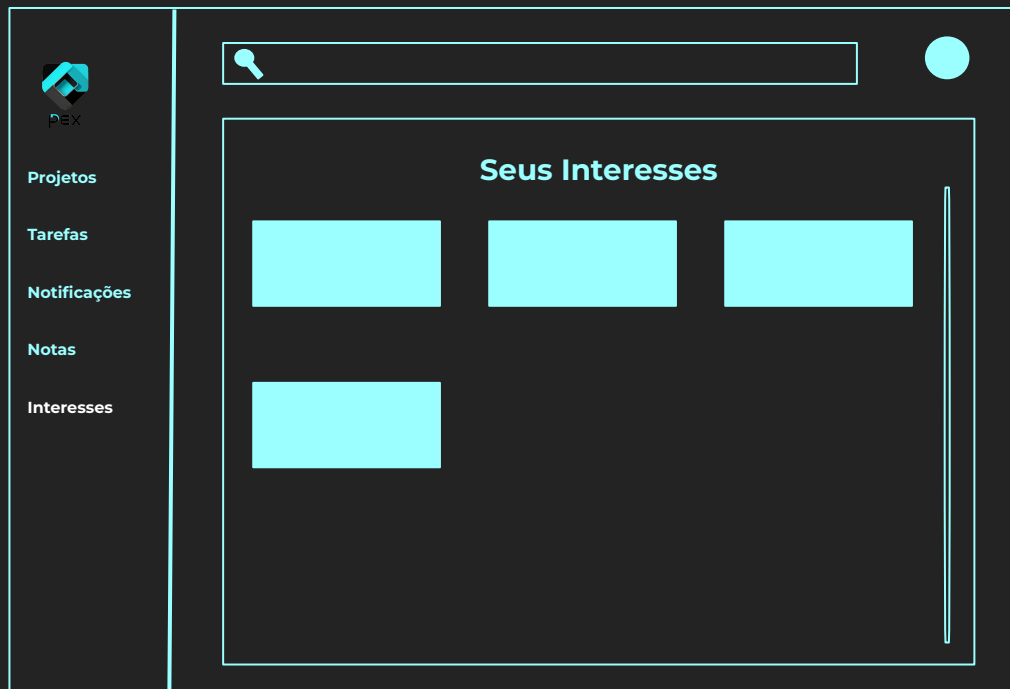 PEX
Projetos
Tarefas
Notificações
Notas
Interesses
Seus Interesses